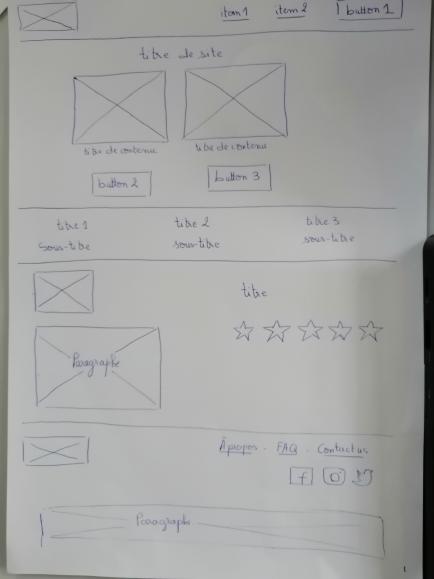 item 1 item 2 button 1
titre de site
titre de contenu titre de contenu
button 2 button 3
titre 1 titre 2 titre 3
sous-titre sous-titre sous-titre
titre
Paragraphe
À propos . FAQ . Contact us
f
Paragraphe
1